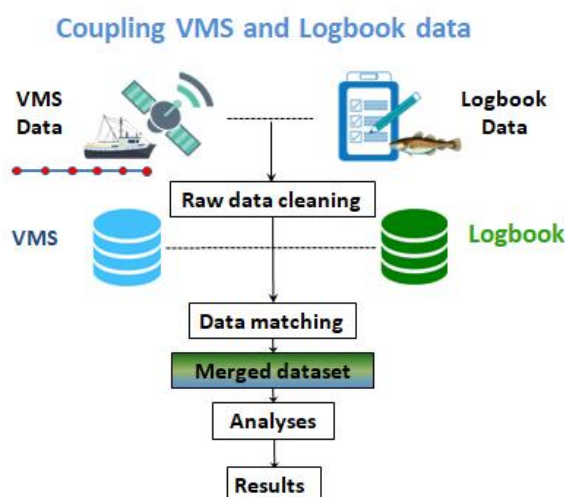 Coupling VMS and Logbook data
VMS
Data
Logbook
Data
Raw data cleaning
VMS
Logbook
Data matching
Merged dataset
Analyses
Results